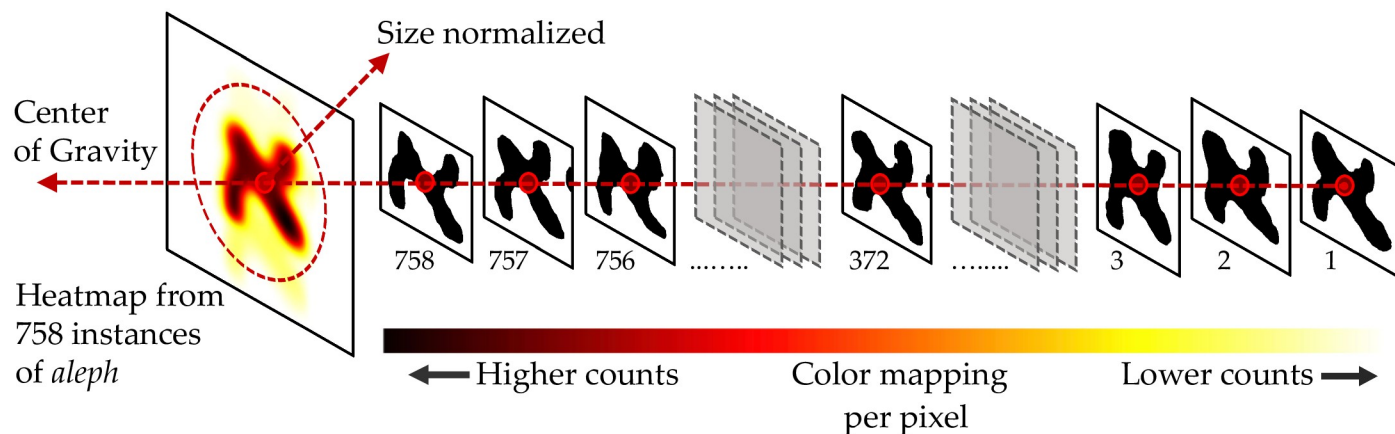 Size normalized
Center
of Gravity
758
757
756
...…...
372
…......
3
2
1
Heatmap from
758 instances
of aleph
Higher counts
Color mapping
per pixel
Lower counts